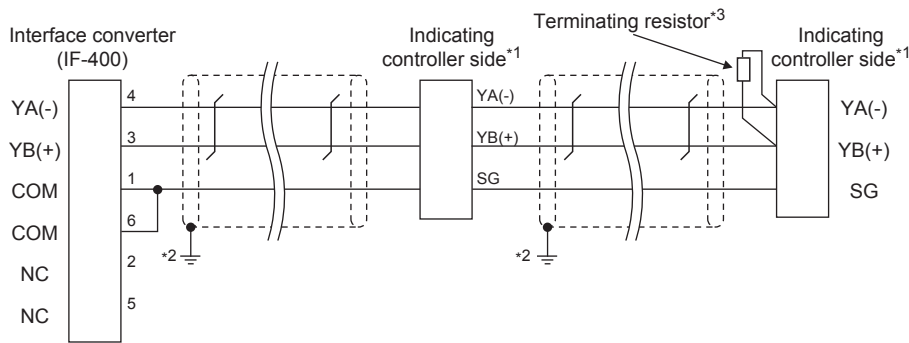 Terminating resistor*3
Interface converter
(IF-400)
Indicating
controller side*1
Indicating
controller side*1
YA(-)
4
YA(-)
YA(-)
YB(+)
3
YB(+)
YB(+)
COM
1
SG
SG
COM
6
*2
*2
NC
2
NC
5